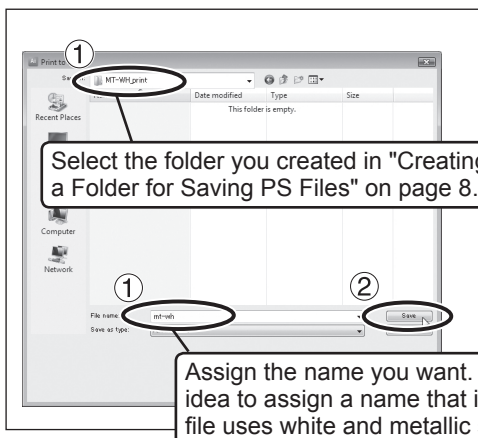 ①
Print to
MT-WH_print
Date modified Type Size
Recent Places
This folder is empty.
Select the folder you created in "Creating
a Folder for Saving PS Files" on page 8.
Computer
Network
① ②
File name: mt-wh Save
Save as type:
Assign the name you want.
idea to assign a name that i
file uses white and metallic